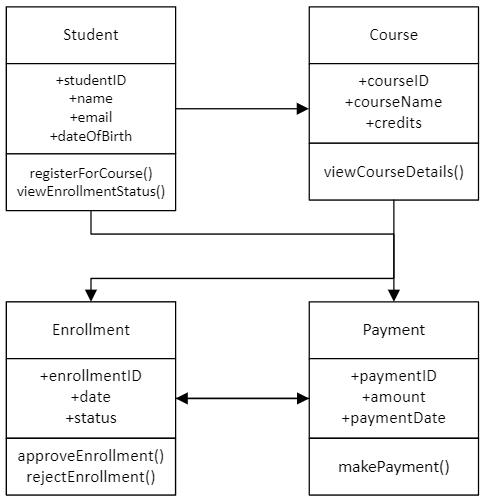 Student
+studentID
+name
+email
+dateOfBirth
registerForCourse()
viewEnrollmentStatus()
Course
+courseID
+courseName
+credits
viewCourseDetails()
Enrollment
+enrollmentID
+date
+status
approveEnrollment()
rejectEnrollment()
Payment
+paymentID
+amount
+paymentDate
makePayment()